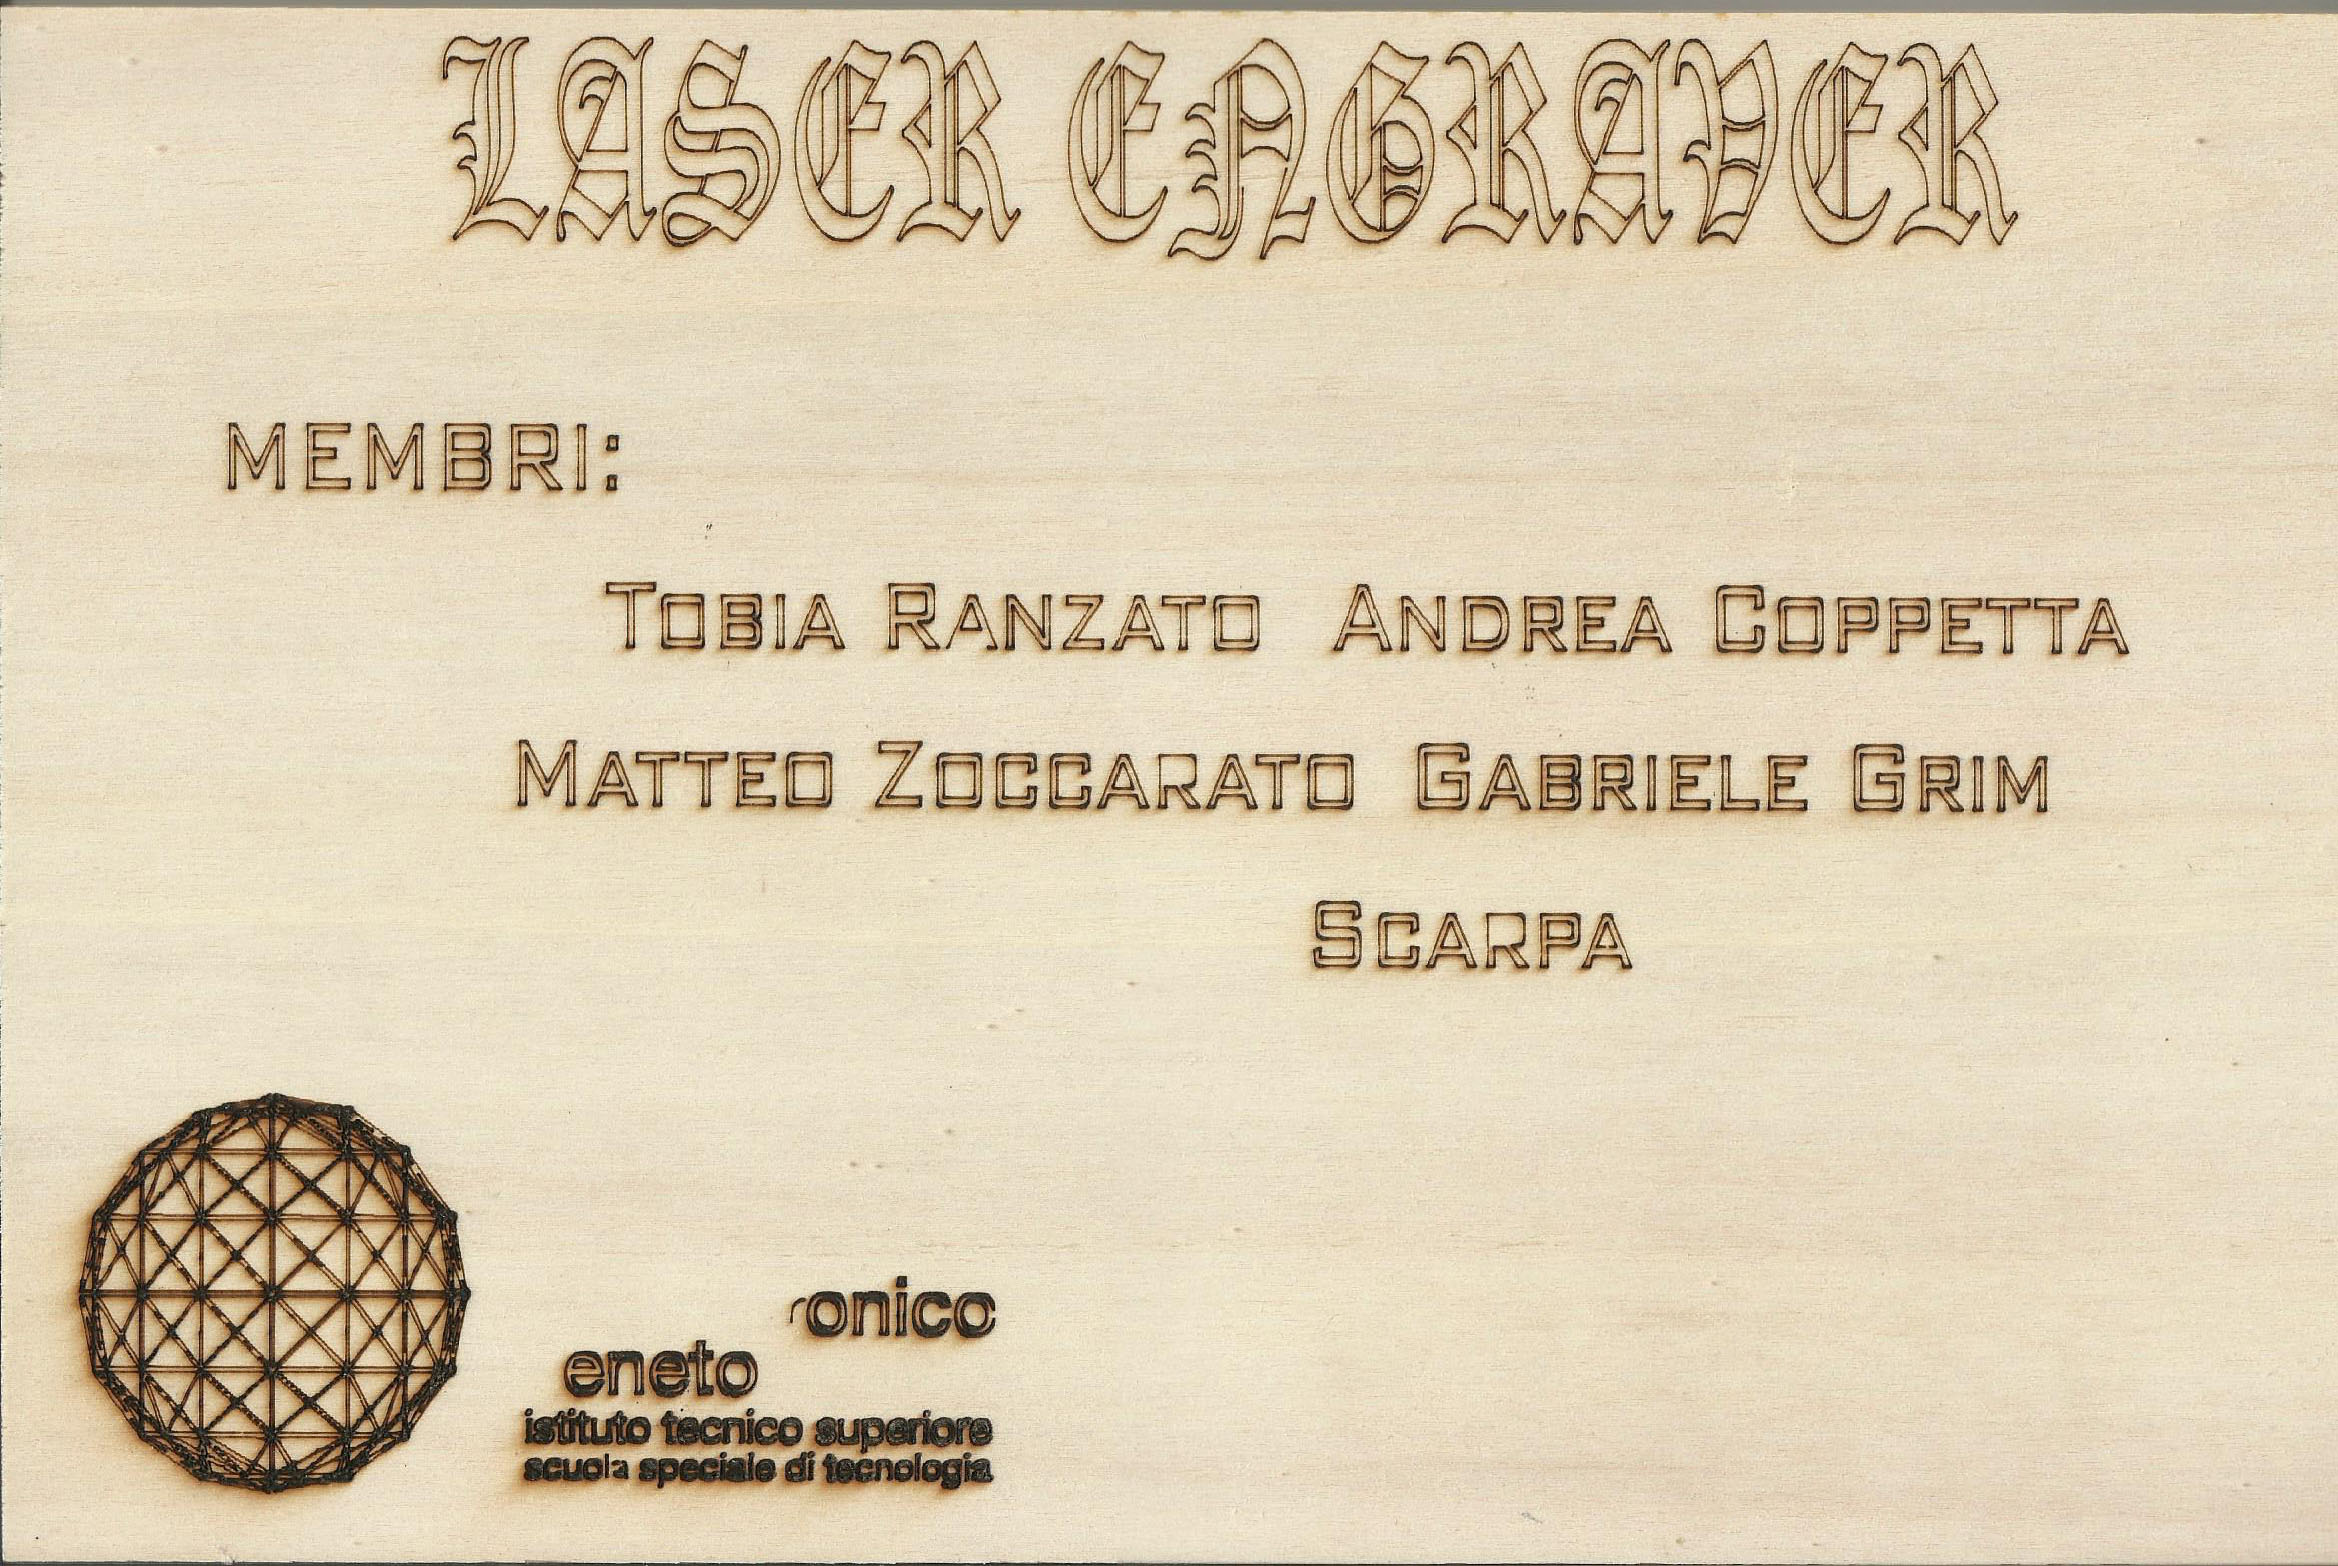 LASER ENGRAVER
MEMBRI:
TOBIA RANZATO ANDREA COPPETTA
MATTEO ZOCCARATO GABRIELE GRIM
SCARPA
ronico
eneto
istituto tecnico superiore
scuola speciale di tecnologia